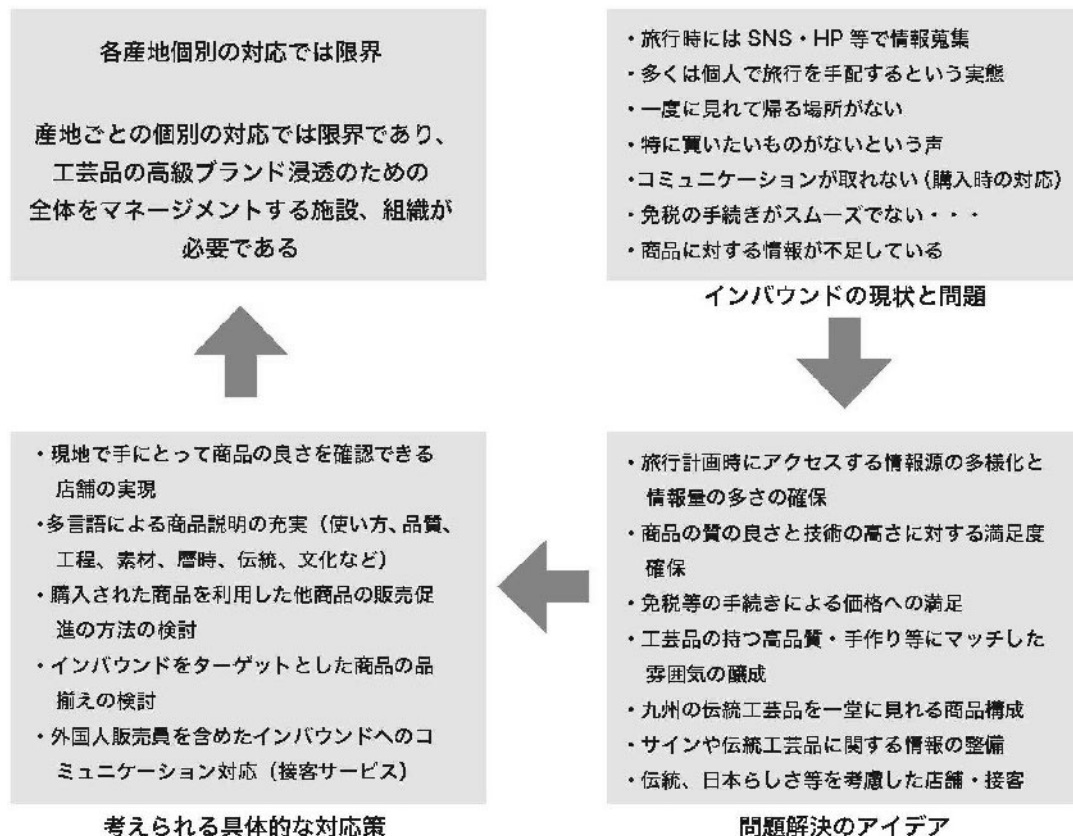 各産地個別の対応では限界
産地ごとの個別の対応では限界であり、
工芸品の高級ブランド浸透のための
全体をマネージメントする施設、組織が
必要である
・旅行時には SNS・HP 等で情報蒐集
・多くは個人で旅行を手配するという実態
・一度に見れて帰る場所がない
・特に買いたいものがないという声
・コミュニケーションが取れない（購入時の対応）
・免税の手続きがスムーズでない・・・
・商品に対する情報が不足している
インバウンドの現状と問題
・旅行計画時にアクセスする情報源の多様化と
情報量の多さの確保
・商品の質の良さと技術の高さに対する満足度
確保
・免税等の手続きによる価格への満足
・工芸品の持つ高品質・手作り等にマッチした
雰囲気の醸成
・九州の伝統工芸品を一堂に見れる商品構成
・サインや伝統工芸品に関する情報の整備
・伝統、日本らしさ等を考慮した店舗・接客
問題解決のアイデア
・現地で手にとって商品の良さを確認できる
店舗の実現
・多言語による商品説明の充実（使い方、品質、
工程、素材、暦時、伝統、文化など）
・購入された商品を利用した他商品の販売促
進の方法の検討
・インバウンドをターゲットとした商品の品
揃えの検討
・外国人販売員を含めたインバウンドへのコ
ミュニケーション対応（接客サービス）
考えられる具体的な対応策